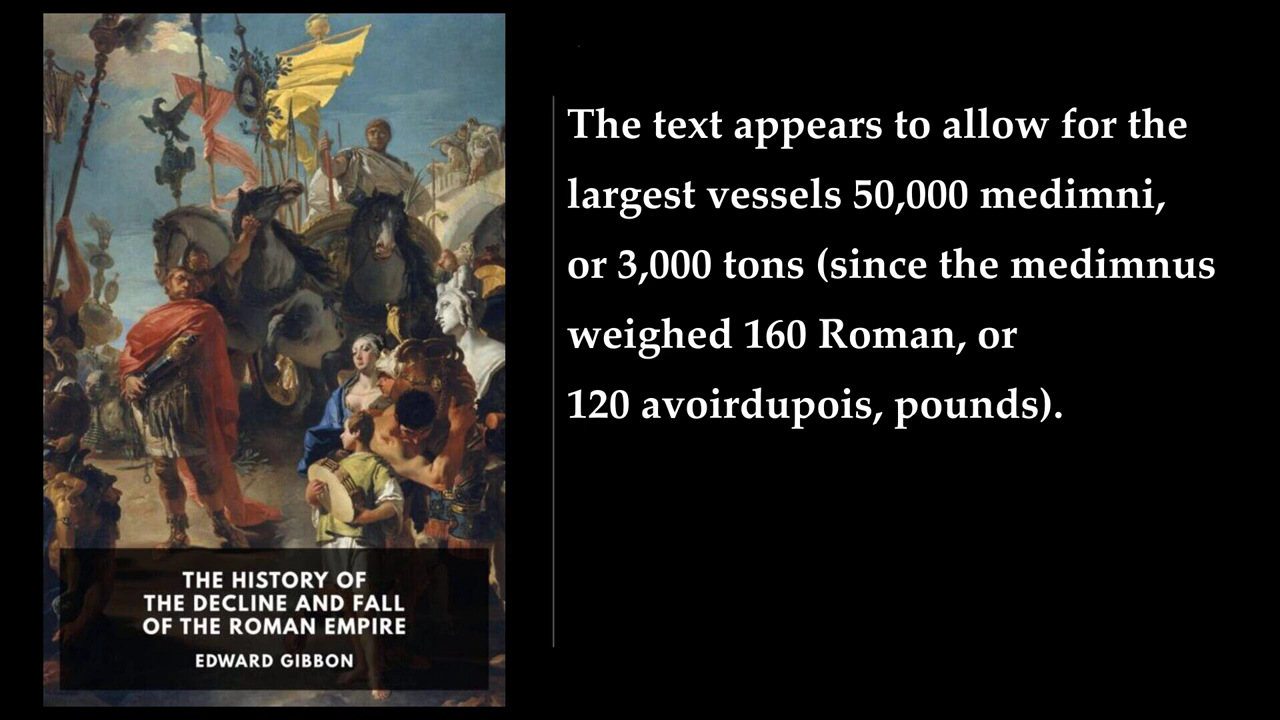 THE HISTORY OF
THE DECLINE AND FALL
OF THE ROMAN EMPIRE
EDWARD GIBBON
The text appears to allow for the
largest vessels 50,000 medimni,
or 3,000 tons (since the medimnus
weighed 160 Roman, or
120 avoirdupois, pounds).